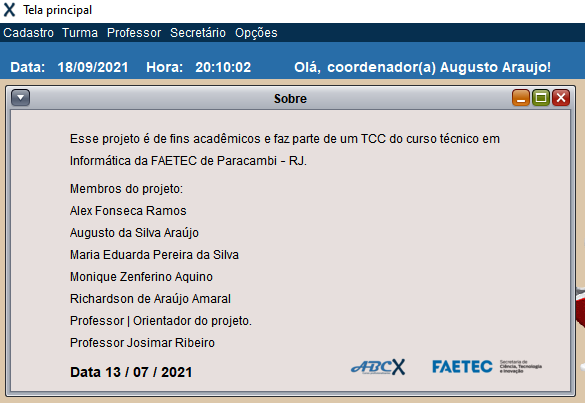 Tela principal
Cadastro Turma Professor Secretário Opções
Data: 18/09/2021 Hora: 20:10:02 Olá, coordenador(a) Augusto Araujo!
Sobre
Esse projeto é de fins acadêmicos e faz parte de um TCC do curso técnico em
Informática da FAETEC de Paracambi - RJ.
Membros do projeto:
Alex Fonseca Ramos
Augusto da Silva Araújo
Maria Eduarda Pereira da Silva
Monique Zenferino Aquino
Richardson de Araújo Amaral
Professor | Orientador do projeto.
Professor Josimar Ribeiro
Data 13 / 07 / 2021
ABCX
FAETEC
Secretaria de
Ciência, Tecnologia
e Inovação